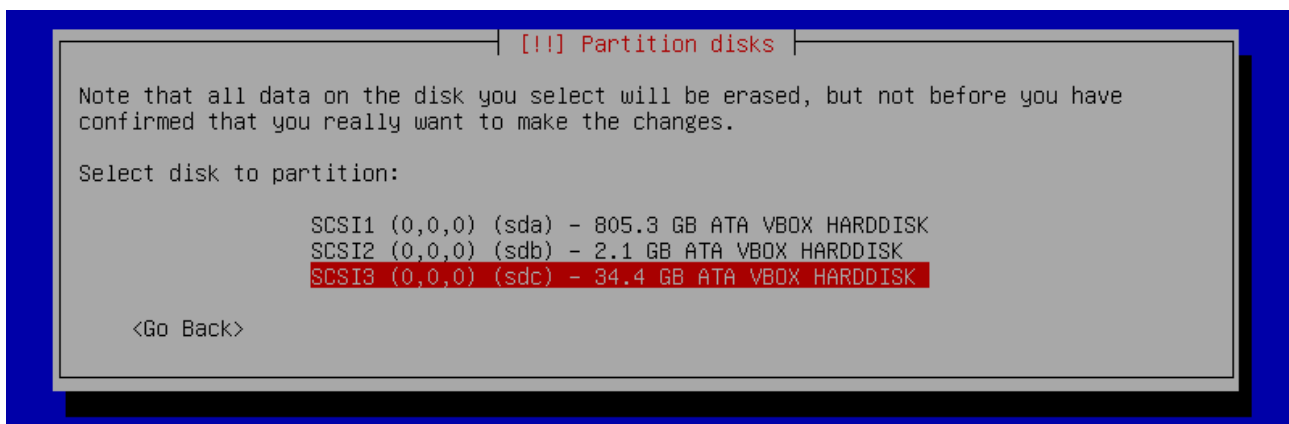 [!!] Partition disks
Note that all data on the disk you select will be erased, but not before you have
confirmed that you really want to make the changes.
Select disk to partition:
SCSI1 (0,0,0) (sda) - 805.3 GB ATA VBOX HARDDISK
SCSI2 (0,0,0) (sdb) - 2.1 GB ATA VBOX HARDDISK
SCSI3 (0,0,0) (sdc) - 34.4 GB ATA VBOX HARDDISK
<Go Back>